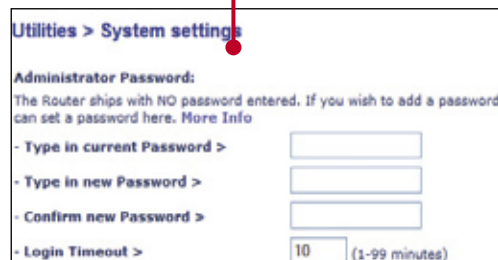 Utilities > System settings
Administrator Password:
The Router ships with NO password entered. If you wish to add a password
can set a password here. More Info
- Type in current Password >
- Type in new Password >
- Confirm new Password >
- Login Timeout > 10 (1-99 minutes)